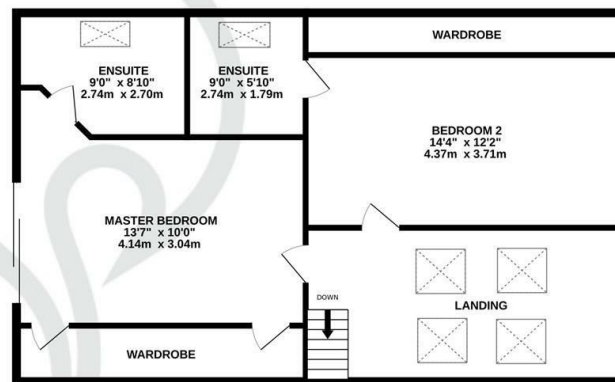 ENSUITE
9'0" x 8'10"
2.74m x 2.70m
ENSUITE
9'0" x 5'10"
2.74m x 1.79m
WARDROBE
BEDROOM 2
14'4" x 12'2"
4.37m x 3.71m
MASTER BEDROOM
13'7" x 10'0"
4.14m x 3.04m
DOWN
LANDING
WARDROBE